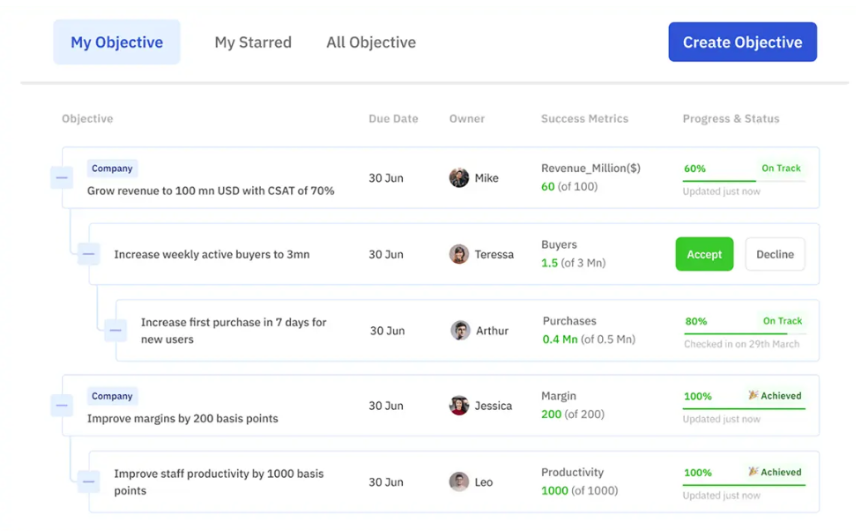 My Objective My Starred All Objective Create Objective
Objective Due Date Owner Success Metrics Progress & Status
Company
Grow revenue to 100 mn USD with CSAT of 70%
30 Jun
Mike
Revenue_Million($)
60 (of 100)
60% On Track
Updated just now
Increase weekly active buyers to 3mn
30 Jun
Teressa
Buyers
1.5 (of 3 Mn)
Accept Decline
Increase first purchase in 7 days for
new users
30 Jun
Arthur
Purchases
0.4 Mn (of 0.5 Mn)
80% On Track
Checked in on 29th March
Company
Improve margins by 200 basis points
30 Jun
Jessica
Margin
200 (of 200)
100% 🎉 Achieved
Updated just now
Improve staff productivity by 1000 basis
points
30 Jun
Leo
Productivity
1000 (of 1000)
100% 🎉 Achieved
Updated just now